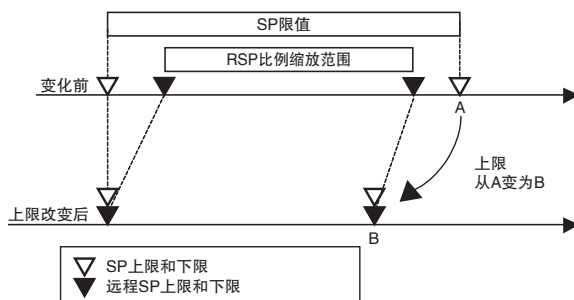 SP限值
RSP比例缩放范围
变化前
A
上限
从A变为B
上限改变后
B
SP上限和下限
远程SP上限和下限